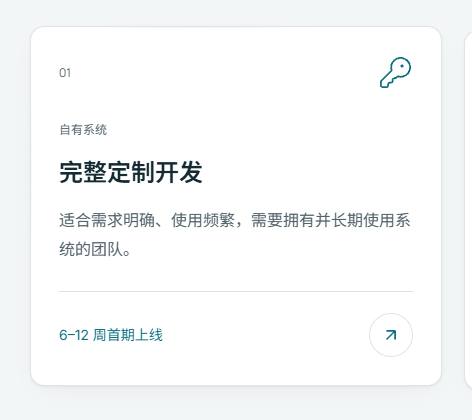 01
自有系统
完整定制开发
适合需求明确、使用频繁，需要拥有并长期使用系
统的团队。
6–12 周首期上线